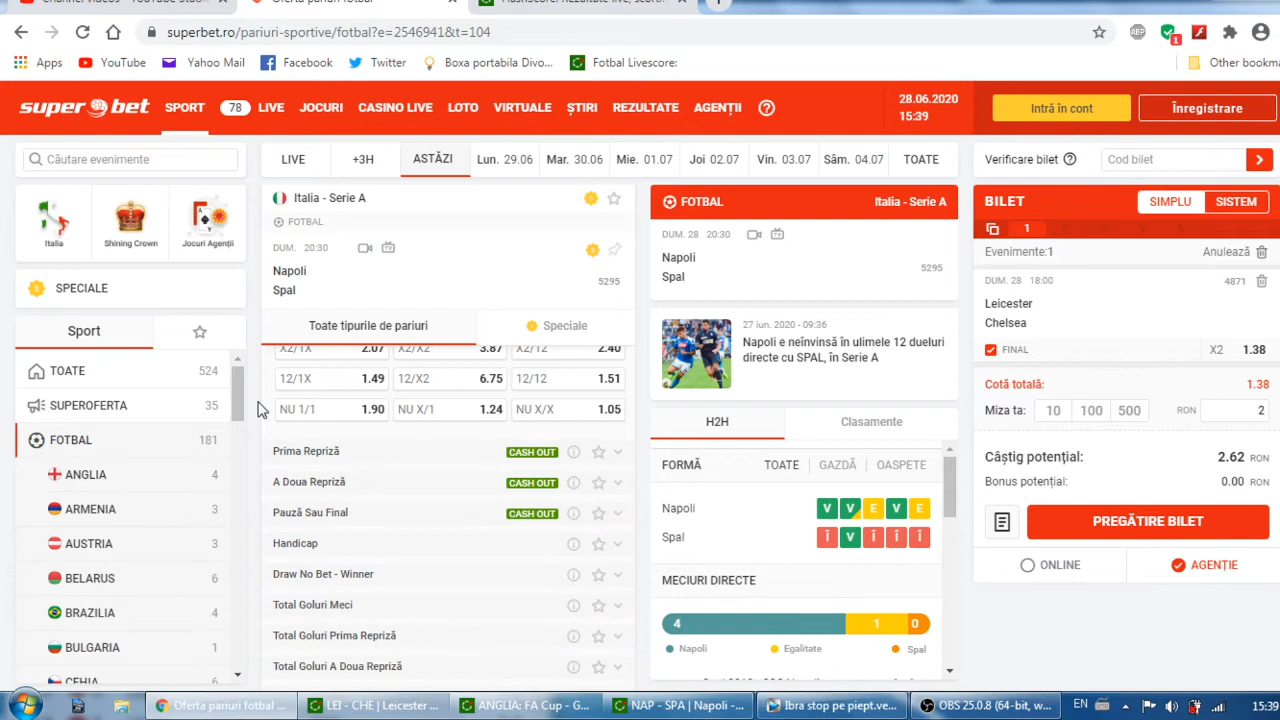 superbet.ro/pariuri-sportive/fotbal?e=2546941&t=104
ABP
1
Apps
YouTube
Yahoo Mail
Facebook
Twitter
Boxa portabila Divo...
Fotbal Livescore:
Other bookma
superbet
SPORT
78
LIVE
JOCURI
CASINO LIVE
LOTO
VIRTUALE
ȘTIRI
REZULTATE
AGENȚII
28.06.2020
15:39
Intră în cont
Înregistrare
Căutare evenimente
LIVE
+3H
ASTĂZI
Lun. 29.06
Mar. 30.06
Mie. 01.07
Joi 02.07
Vin. 03.07
Sâm. 04.07
TOATE
Verificare bilet
Cod bilet
Italia
Shining Crown
Jocuri Agenții
SPECIALE
Sport
TOATE 524
SUPEROFERTA 35
FOTBAL 181
ANGLIA 4
ARMENIA 3
AUSTRIA 3
BELARUS 6
BRAZILIA 4
BULGARIA 1
CEHIA 6
Italia - Serie A
FOTBAL
DUM. 20:30
Napoli
Spal
5295
Toate tipurile de pariuri
Speciale
X2/1X 2.07
X2/X2 3.87
X2/12 2.40
12/1X 1.49
12/X2 6.75
12/12 1.51
NU 1/1 1.90
NU X/1 1.24
NU X/X 1.05
Prima Repriză CASH OUT
A Doua Repriză CASH OUT
Pauză Sau Final CASH OUT
Handicap
Draw No Bet - Winner
Total Goluri Meci
Total Goluri Prima Repriză
Total Goluri A Doua Repriză
FOTBAL
Italia - Serie A
DUM. 28 20:30
Napoli
Spal
5295
27 iun. 2020 - 09:36
Napoli e neînvinsă în ulimele 12 dueluri
directe cu SPAL, în Serie A
H2H
Clasamente
FORMĂ
TOATE
GAZDĂ
OASPETE
Napoli V V E V E
Spal Î V Î Î Î
MECIURI DIRECTE
4 1 0
Napoli
Egalitate
Spal
BILET
SIMPLU
SISTEM
1
Evenimente:1
Anulează
DUM. 28 18:00
4871
Leicester
Chelsea
FINAL
X2 1.38
Cotă totală: 1.38
Miza ta: 10 100 500 RON 2
Câștig potențial: 2.62 RON
Bonus potențial: 0.00 RON
PREGĂTIRE BILET
ONLINE
AGENȚIE
Oferta pariuri fotbal ...
LEI - CHE | Leicester ...
ANGLIA: FA Cup - G...
NAP - SPA | Napoli -...
Ibra stop pe piept.ve...
OBS 25.0.8 (64-bit, w...
EN
15:39